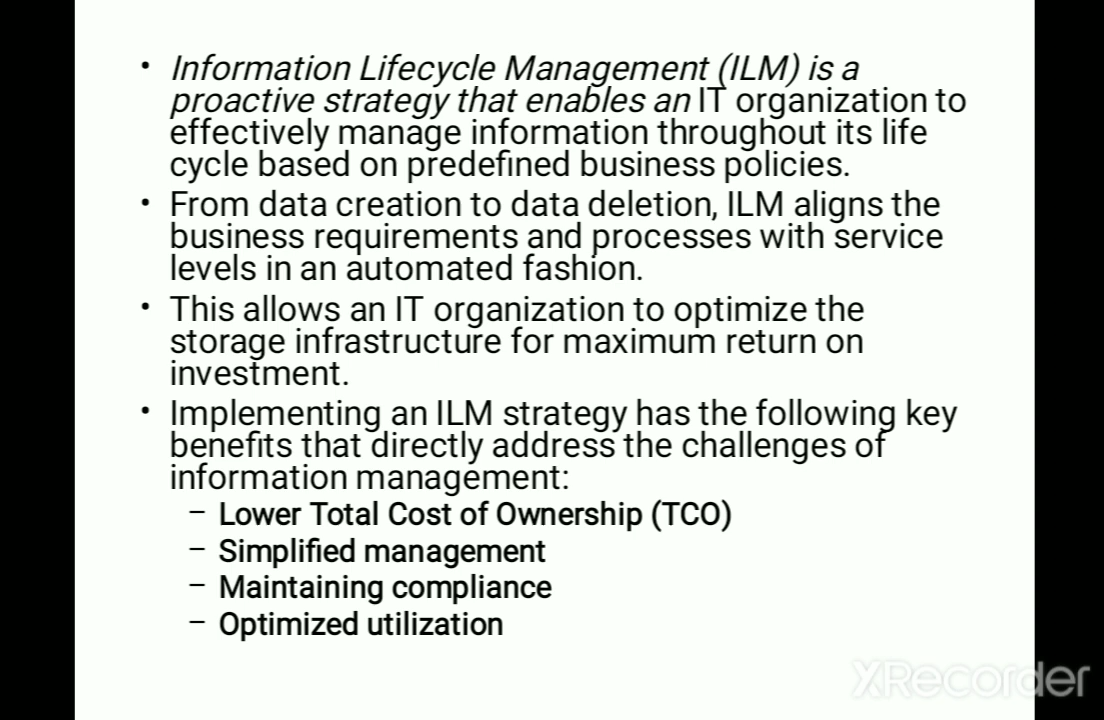 • Information Lifecycle Management (ILM) is a
proactive strategy that enables an IT organization to
effectively manage information throughout its life
cycle based on predefined business policies.
• From data creation to data deletion, ILM aligns the
business requirements and processes with service
levels in an automated fashion.
• This allows an IT organization to optimize the
storage infrastructure for maximum return on
investment.
• Implementing an ILM strategy has the following key
benefits that directly address the challenges of
information management:
– Lower Total Cost of Ownership (TCO)
– Simplified management
– Maintaining compliance
– Optimized utilization
XRecorder